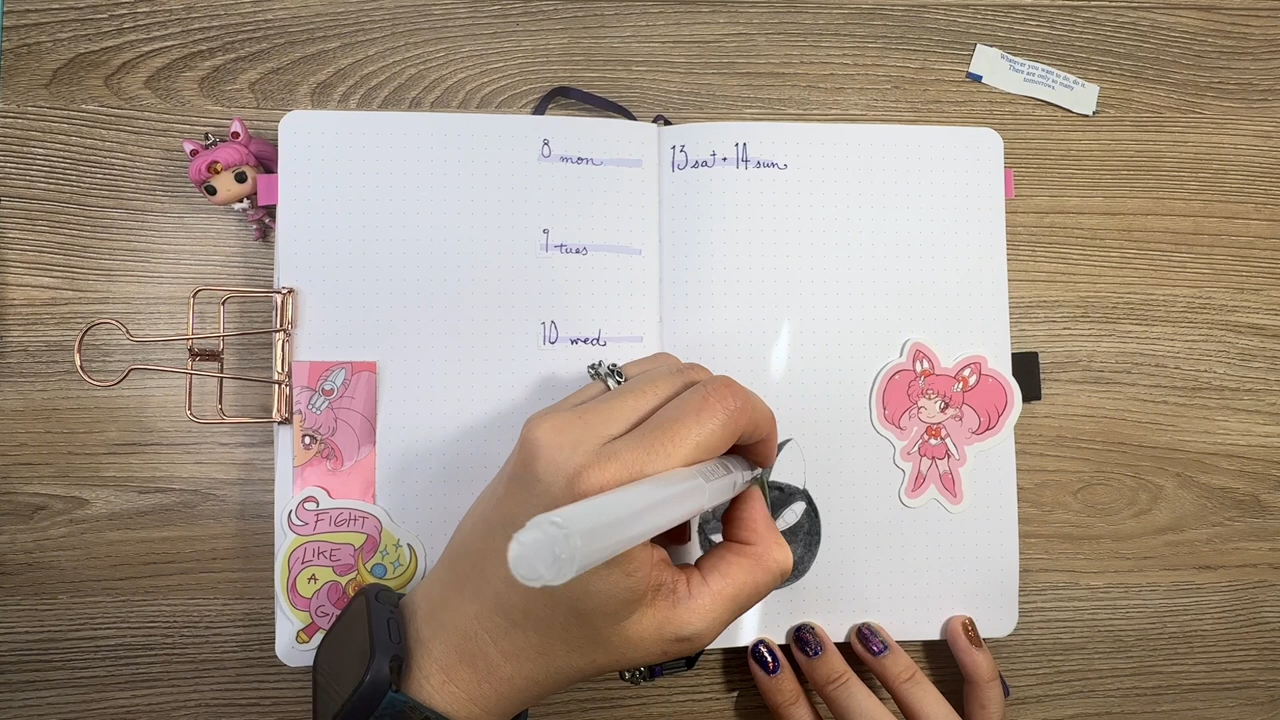 Whatever you want to do, do it.
There are only so many
tomorrows.
8 mon
13 sat + 14 sun
9 tues
10 wed
FIGHT
LIKE
A